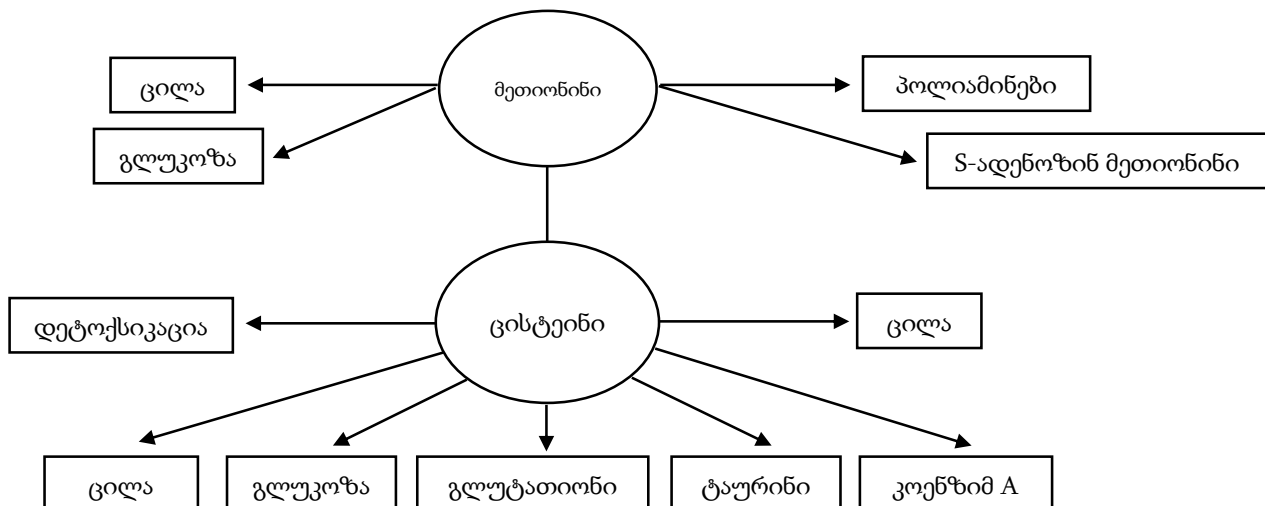 ცილა
მეთიონინი
პოლიამინები
გლუკოზა
S-ადენოზინ მეთიონინი
დეტოქსიკაცია
ცისტეინი
ცილა
ცილა
გლუკოზა
გლუტათიონი
ტაურინი
კოენზიმ A